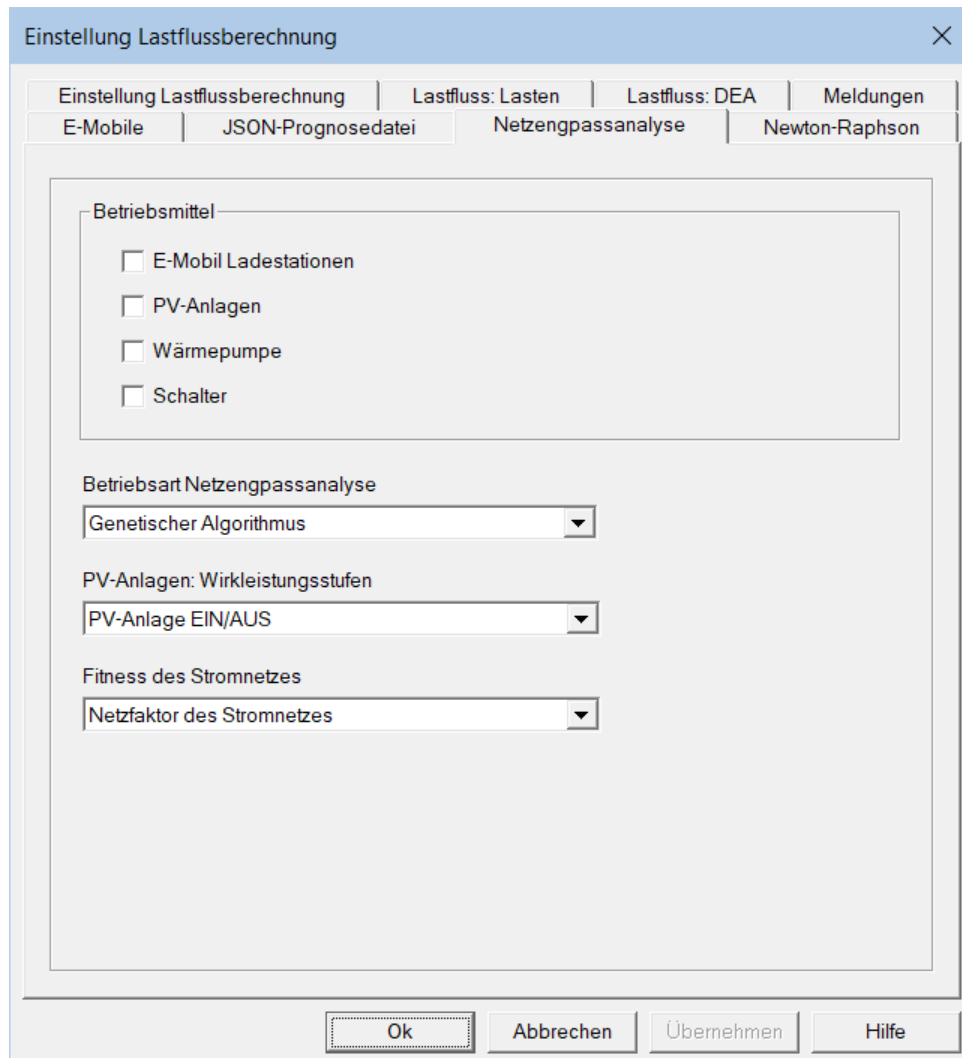 Einstellung Lastflussberechnung
Einstellung Lastflussberechnung Lastfluss: Lasten Lastfluss: DEA Meldungen
E-Mobile JSON-Prognosedatei Netzengpassanalyse Newton-Raphson
Betriebsmittel
E-Mobil Ladestationen
PV-Anlagen
Wärmepumpe
Schalter
Betriebsart Netzengpassanalyse
Genetischer Algorithmus
PV-Anlagen: Wirkleistungsstufen
PV-Anlage EIN/AUS
Fitness des Stromnetzes
Netzfaktor des Stromnetzes
Ok Abbrechen Übernehmen Hilfe